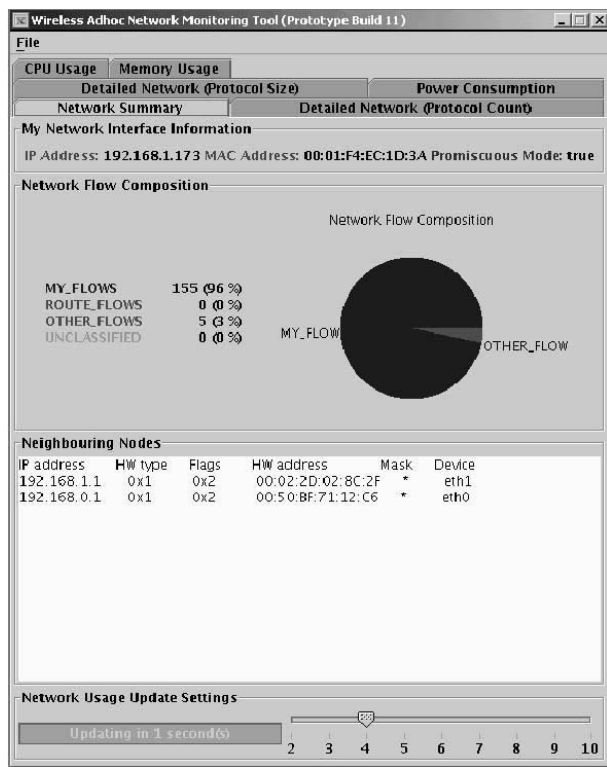 Wireless Adhoc Network Monitoring Tool (Prototype Build 11)
File
CPU Usage Memory Usage
Detailed Network (Protocol Size) Power Consumption
Network Summary Detailed Network (Protocol Count)
My Network Interface Information
IP Address: 192.168.1.173 MAC Address: 00:01:F4:EC:1D:3A Promiscuous Mode: true
Network Flow Composition
Network Flow Composition
MY_FLOWS 155 (96 %)
ROUTE_FLOWS 0 (0 %)
OTHER_FLOWS 5 (3 %)
UNCLASSIFIED 0 (0 %)
MY_FLOW
OTHER_FLOW
Neighbouring Nodes
IP address HW type Flags HW address Mask Device
192.168.1.1 0x1 0x2 00:02:2D:02:8C:2F * eth1
192.168.0.1 0x1 0x2 00:50:BF:71:12:C6 * eth0
Network Usage Update Settings
Updating in 1 second(s)
2 3 4 5 6 7 8 9 10